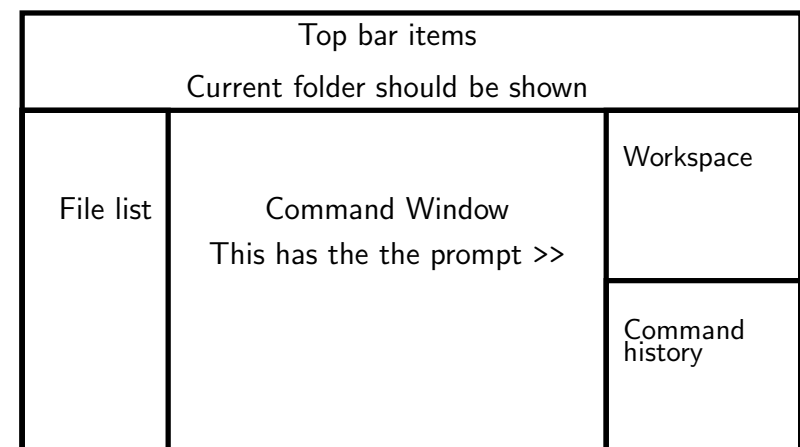 Top bar items
Current folder should be shown
File list
Command Window
This has the the prompt >>
Workspace
Command
history